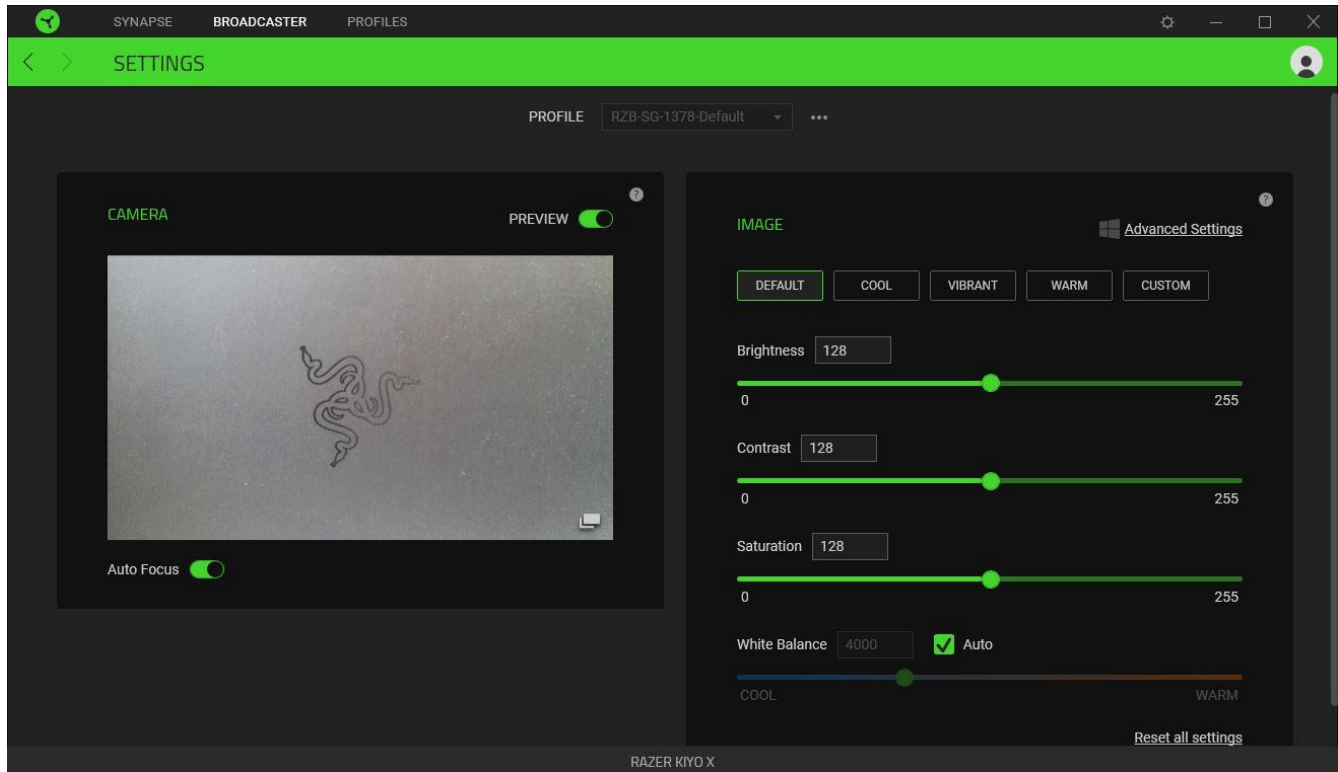 SYNAPSE BROADCASTER PROFILES
SETTINGS
PROFILE RZB-SG-1378-Default
CAMERA
PREVIEW
Auto Focus
IMAGE
Advanced Settings
DEFAULT COOL VIBRANT WARM CUSTOM
Brightness 128
0 255
Contrast 128
0 255
Saturation 128
0 255
White Balance 4000 Auto
COOL WARM
Reset all settings
RAZER KIYO X